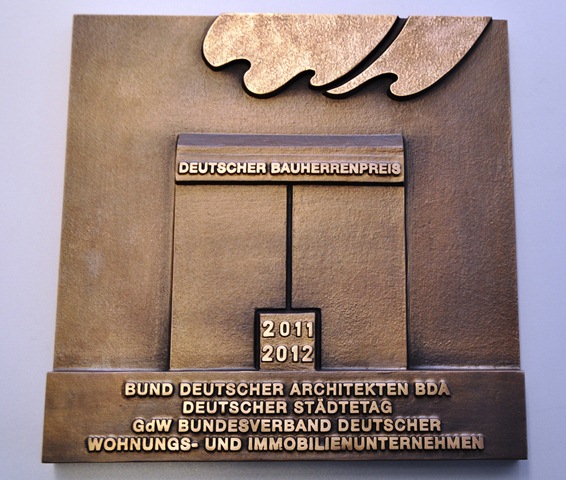 DEUTSCHER BAUHERRENPREIS
2011
2012
BUND DEUTSCHER ARCHITEKTEN BDA
DEUTSCHER STÄDTETAG
GdW BUNDESVERBAND DEUTSCHER
WOHNUNGS- UND IMMOBILIENUNTERNEHMEN